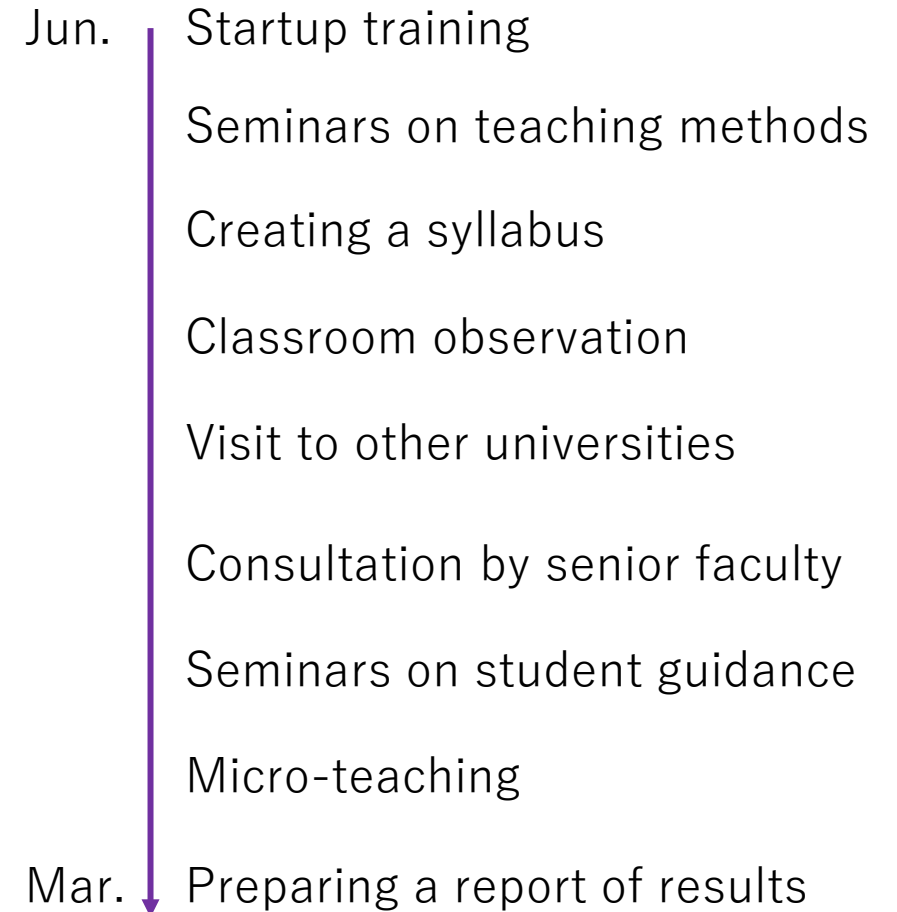 Jun. Startup training
Seminars on teaching methods
Creating a syllabus
Classroom observation
Visit to other universities
Consultation by senior faculty
Seminars on student guidance
Micro-teaching
Mar. Preparing a report of results